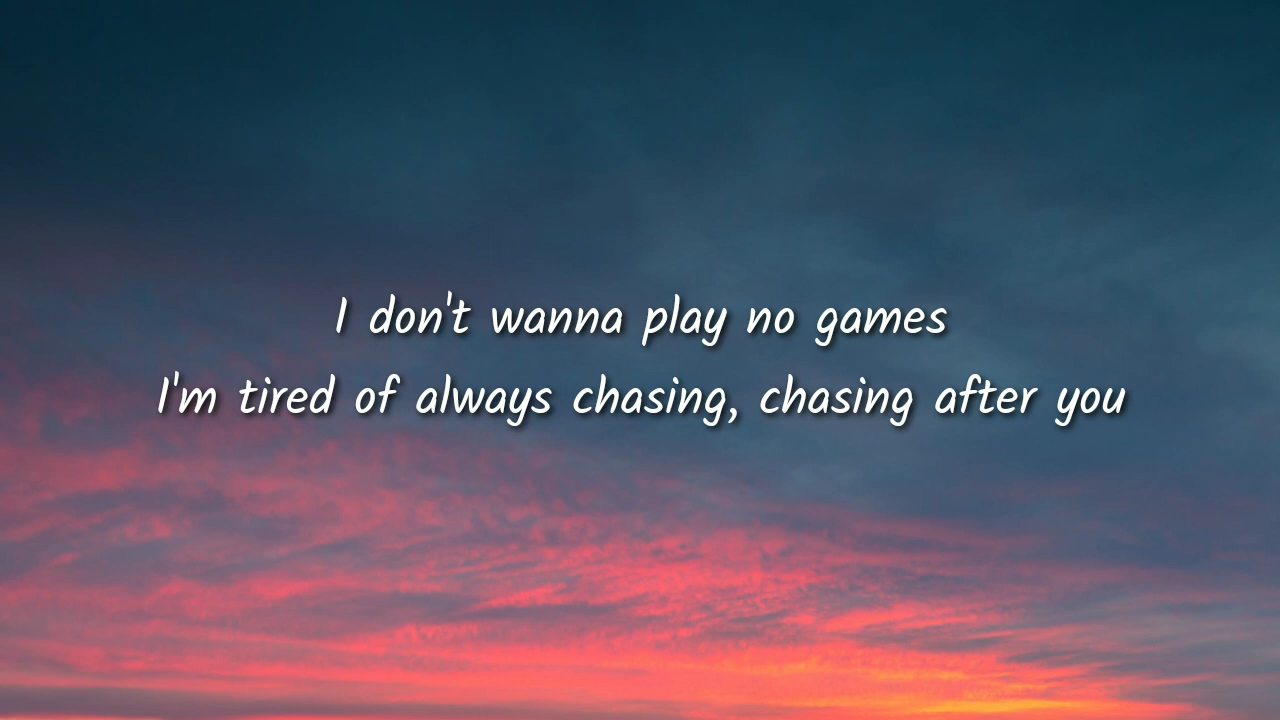 I don't wanna play no games
I'm tired of always chasing, chasing after you